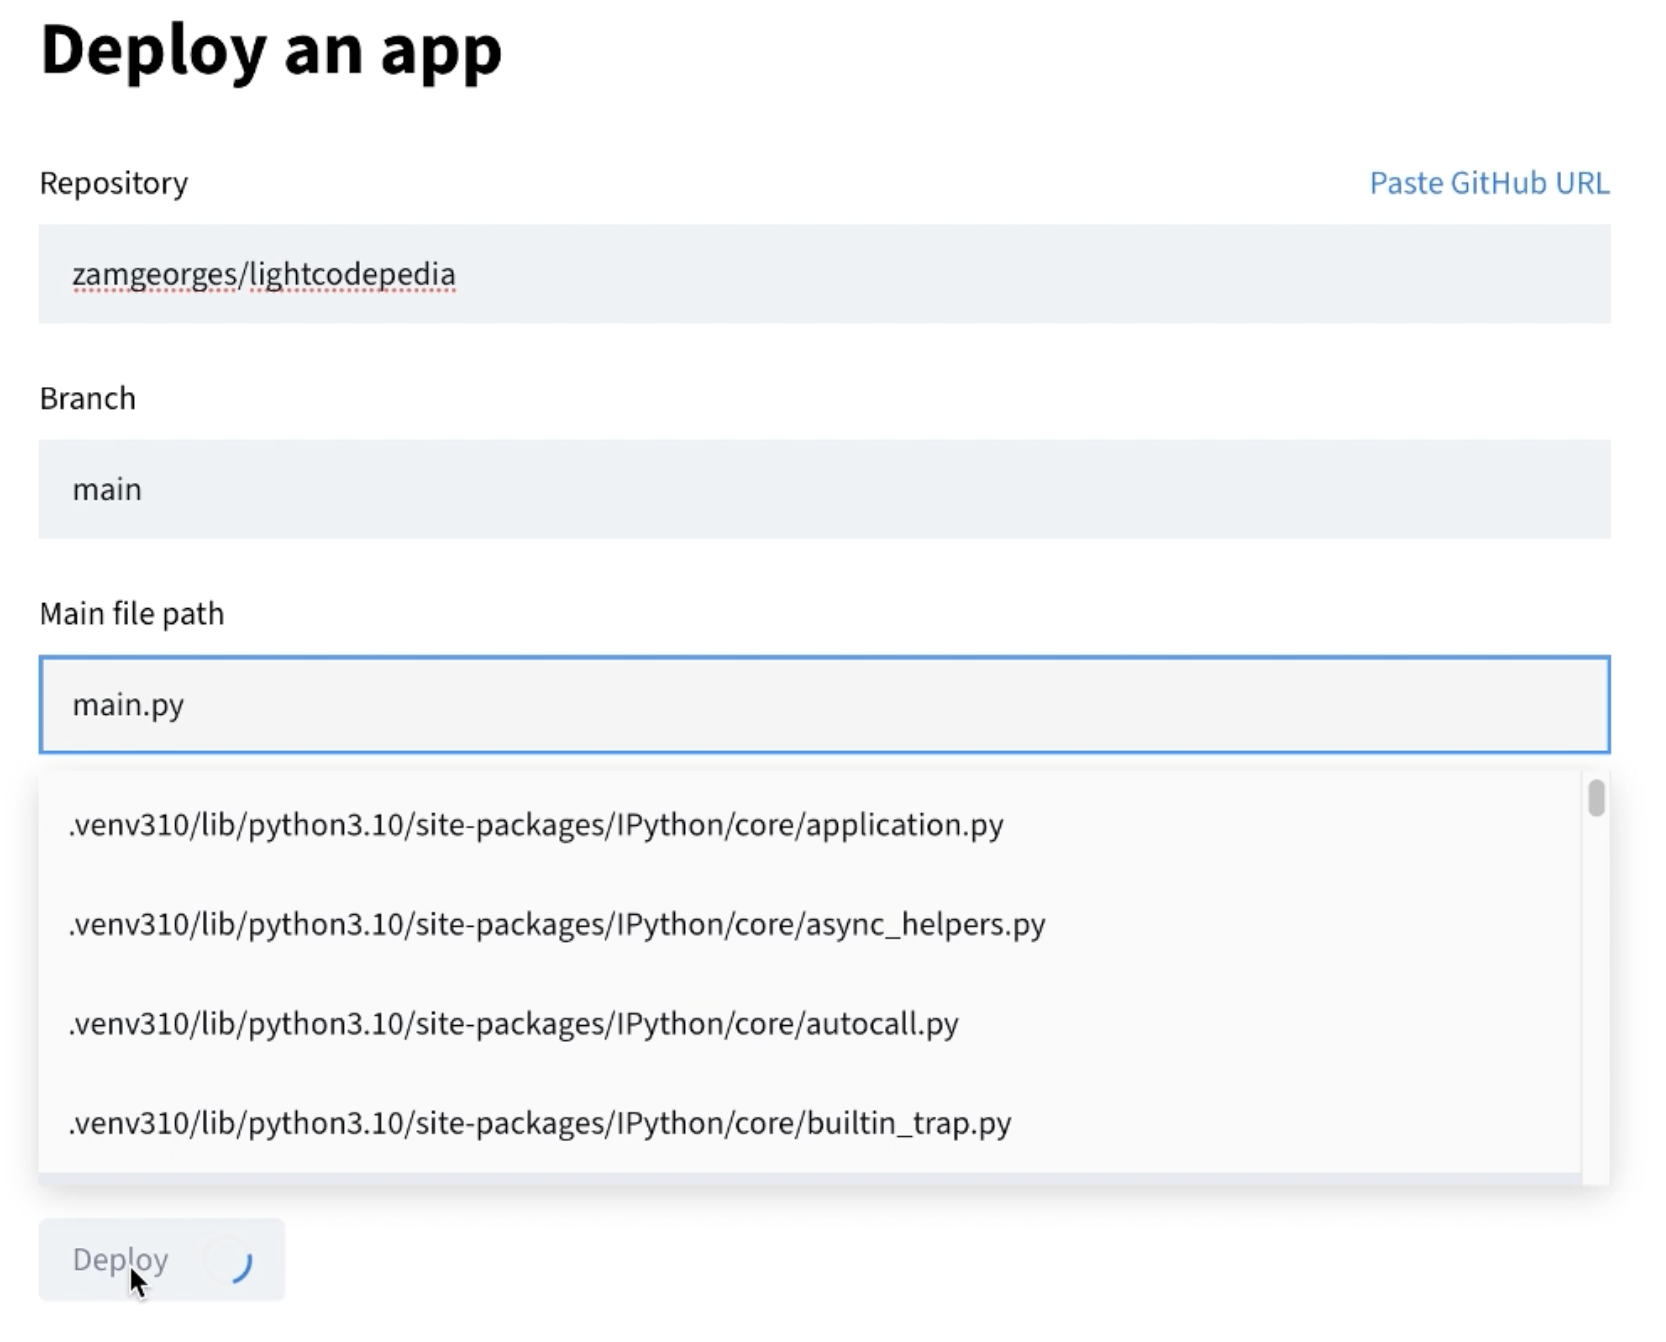 Deploy an app
Repository
Paste GitHub URL
zamgeorges/lightcodepedia
Branch
main
Main file path
main.py
.venv310/lib/python3.10/site-packages/IPython/core/application.py
.venv310/lib/python3.10/site-packages/IPython/core/async_helpers.py
.venv310/lib/python3.10/site-packages/IPython/core/autocall.py
.venv310/lib/python3.10/site-packages/IPython/core/builtin_trap.py
Deploy